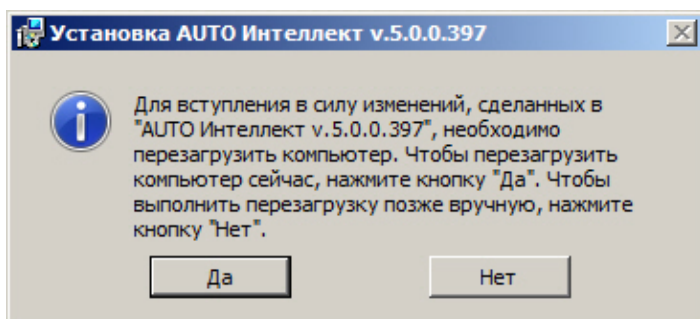 Установка AUTO Интеллект v.5.0.0.397
Для вступления в силу изменений, сделанных в
"AUTO Интеллект v.5.0.0.397", необходимо
перезагрузить компьютер. Чтобы перезагрузить
компьютер сейчас, нажмите кнопку "Да". Чтобы
выполнить перезагрузку позже вручную, нажмите
кнопку "Нет".
Да
Нет